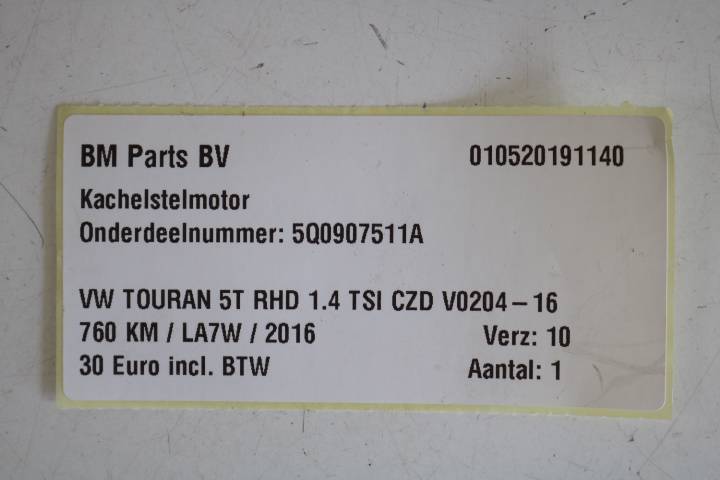 BM Parts BV 010520191140
Kachelstelmotor
Onderdeelnummer: 5Q0907511A
VW TOURAN 5T RHD 1.4 TSI CZD V0204-16
760 KM / LA7W / 2016 Verz: 10
30 Euro incl. BTW Aantal: 1